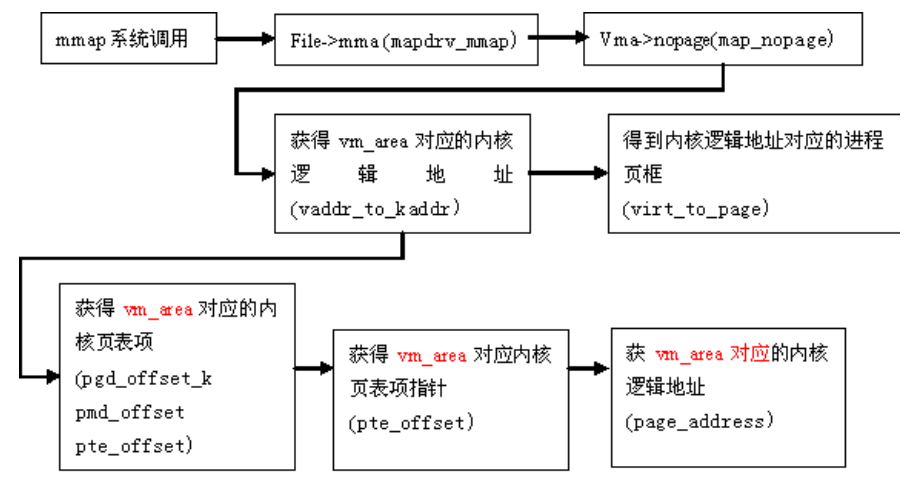 mmap 系统调用
File->mma(mapdrv_mmap)
Vma->nopage(map_nopage)
获得 vm_area 对应的内核
逻辑地址
(vaddr_to_kaddr)
得到内核逻辑地址对应的进程
页框
(virt_to_page)
获得 vm_area 对应的内
核页表项
(pgd_offset_k
pmd_offset
pte_offset)
获得 vm_area 对应内核
页表项指针
(pte_offset)
获 vm_area 对应的内核
逻辑地址
(page_address)